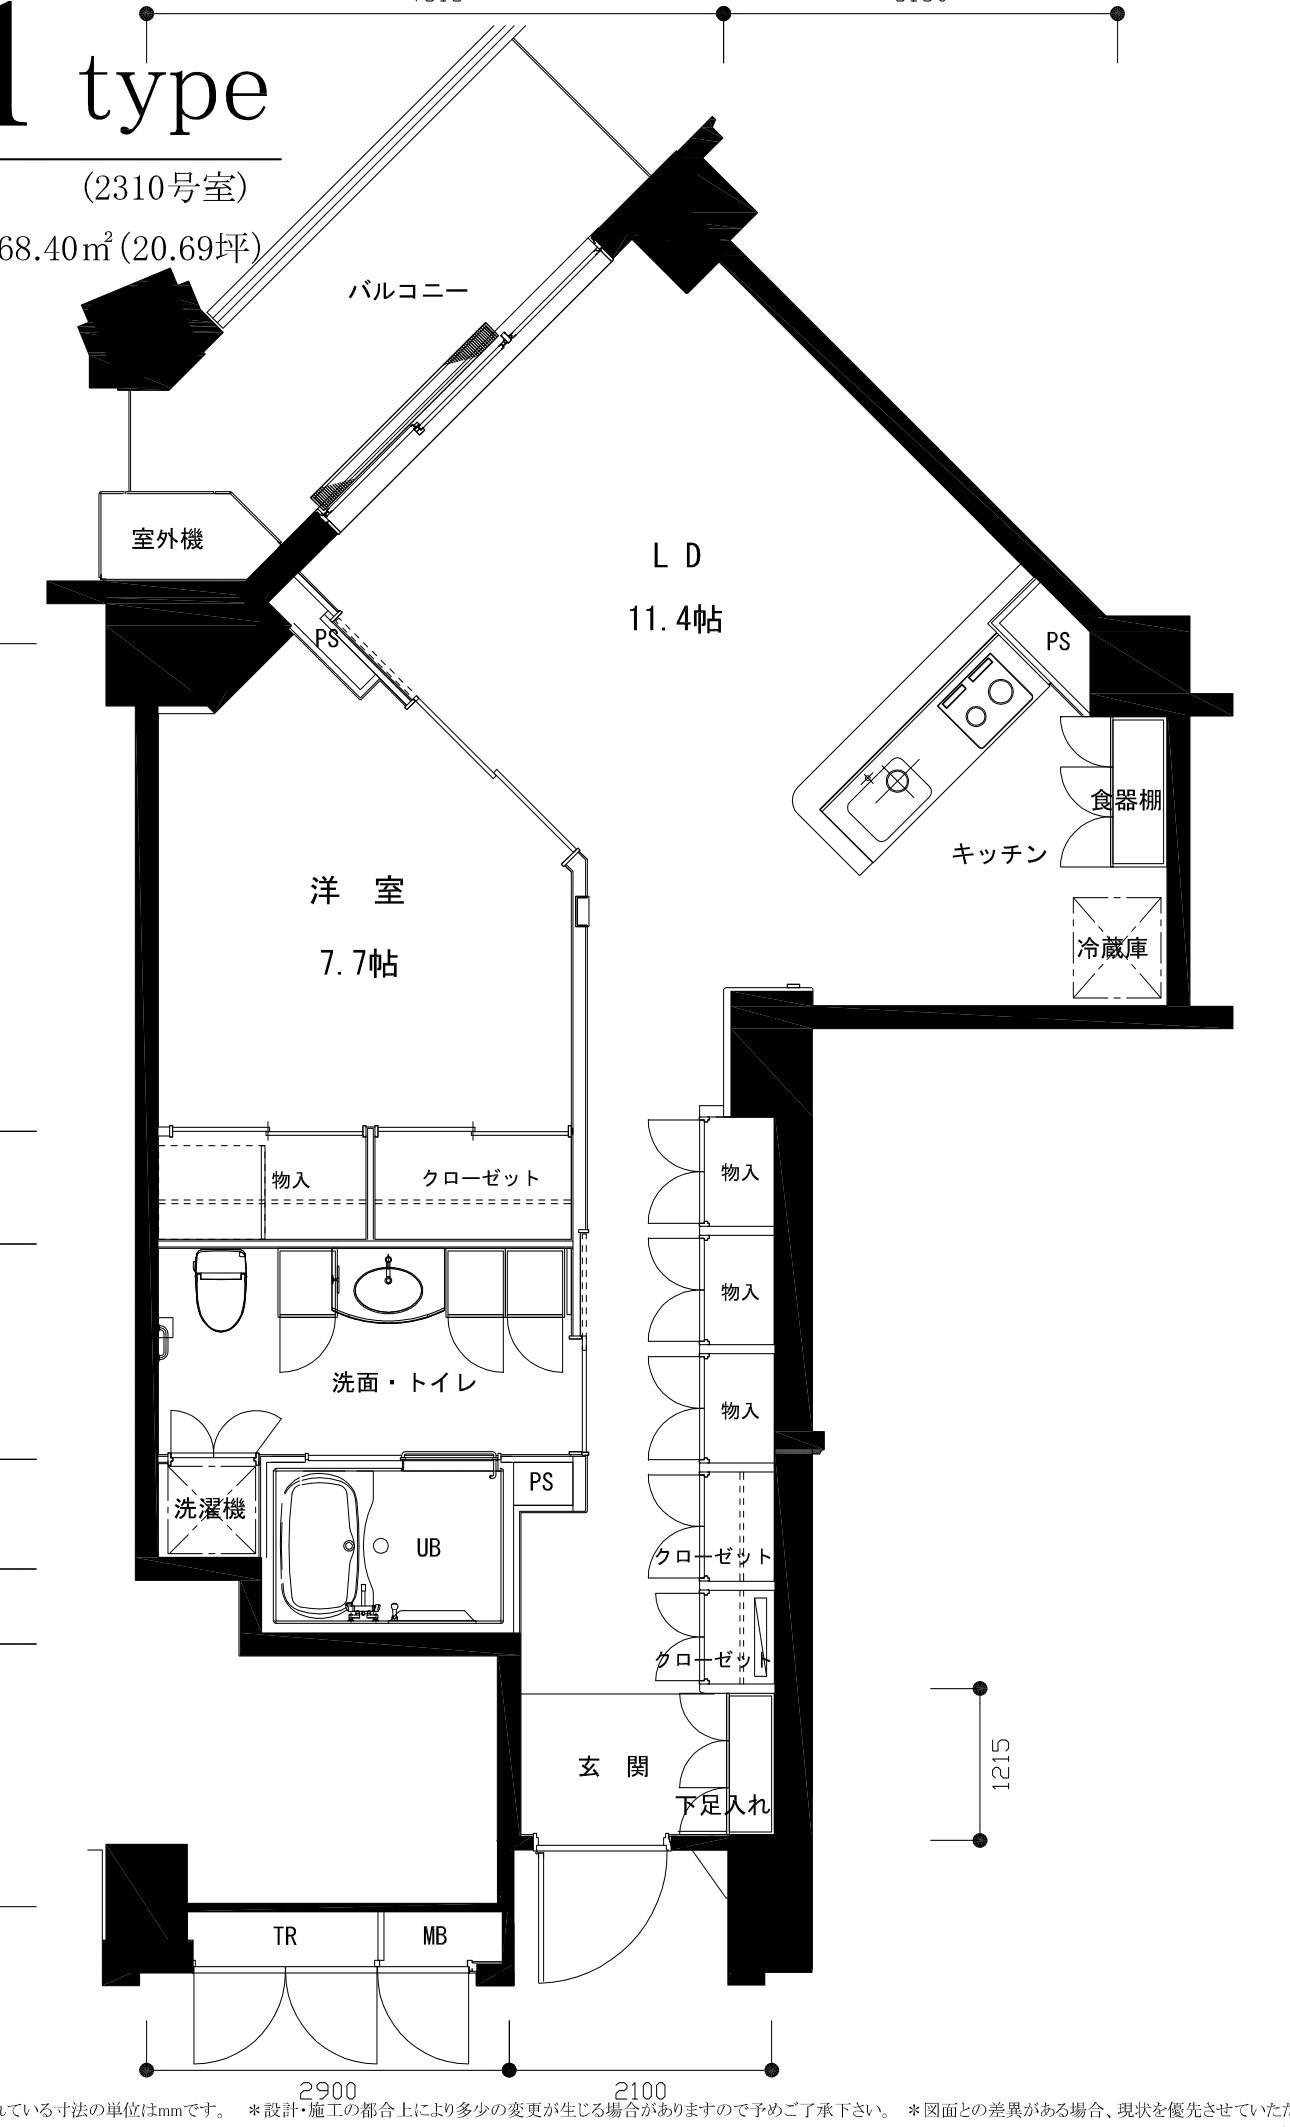 type
(2310号室)
68.40㎡(20.69坪)
バルコニー
室外機
PS
LD
11.4帖
PS
食器棚
キッチン
冷蔵庫
洋 室
7.7帖
物入
クローゼット
物入
物入
洗面・トイレ
物入
洗濯機
PS
UB
クローゼット
クローゼット
玄 関
下足入れ
1215
TR
MB
2900
2100
れている寸法の単位はmmです。 *設計・施工の都合上により多少の変更が生じる場合がありますので予めご了承下さい。 *図面との差異がある場合、現状を優先させていただ